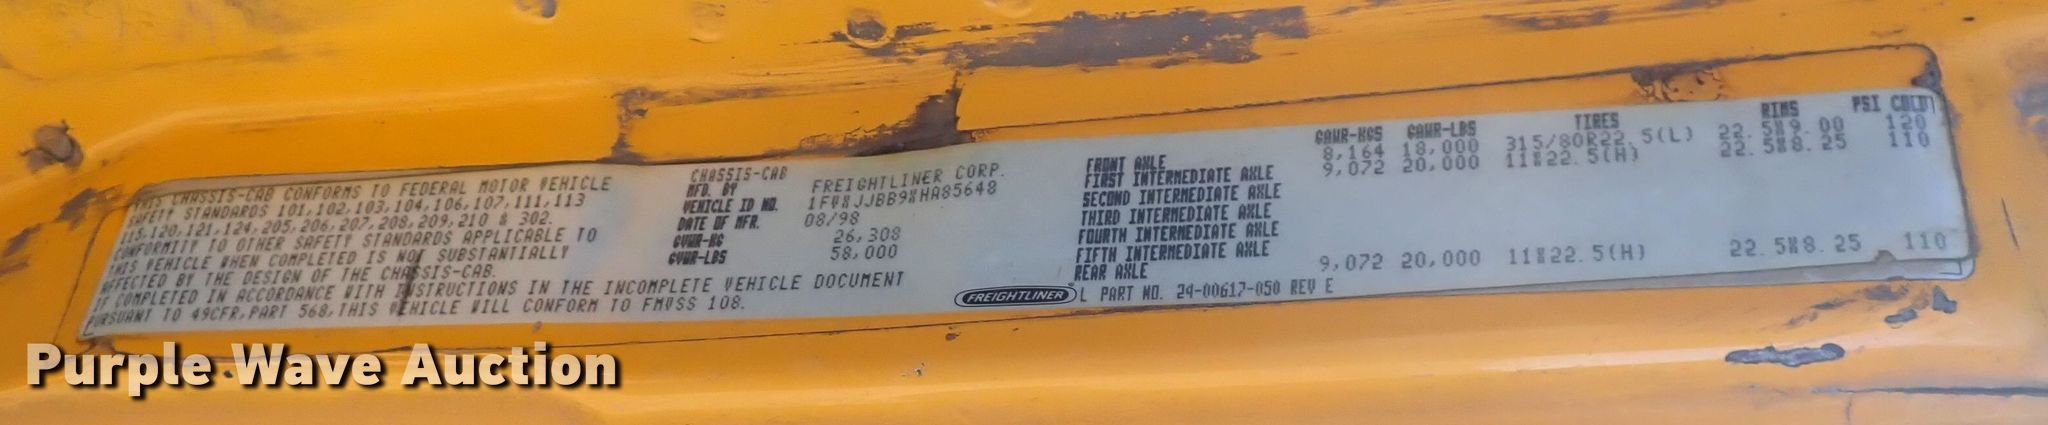 THIS CHASSIS-CAB CONFORMS TO FEDERAL MOTOR VEHICLE
SAFETY STANDARDS 101,102,103,104,106,107,111,113
115,120,121,124,205,206,207,208,209,210 & 302.
CONFORMITY TO OTHER SAFETY STANDARDS APPLICABLE TO
THIS VEHICLE WHEN COMPLETED IS NOT SUBSTANTIALLY
AFFECTED BY THE DESIGN OF THE CHASSIS-CAB.
IF COMPLETED IN ACCORDANCE WITH INSTRUCTIONS IN THE INCOMPLETE VEHICLE DOCUMENT
PURSUANT TO 49CFR,PART 568,THIS VEHICLE WILL CONFORM TO FMVSS 108.
CHASSIS-CAB
MFD. BY FREIGHTLINER CORP.
VEHICLE ID NO. 1FVXJJBB9XHA85648
DATE OF MFR. 08/98
GVWR-KG 26,308
GVWR-LBS 58,000
GAWR-KGS GAWR-LBS TIRES RIMS PSI COLD
FRONT AXLE 8,164 18,000 315/80R22.5(L) 22.5X9.00 120
FIRST INTERMEDIATE AXLE 9,072 20,000 11X22.5(H) 22.5X8.25 110
SECOND INTERMEDIATE AXLE
THIRD INTERMEDIATE AXLE
FOURTH INTERMEDIATE AXLE
FIFTH INTERMEDIATE AXLE
REAR AXLE 9,072 20,000 11X22.5(H) 22.5X8.25 110
FREIGHTLINER L PART NO. 24-00617-050 REV E
Purple Wave Auction